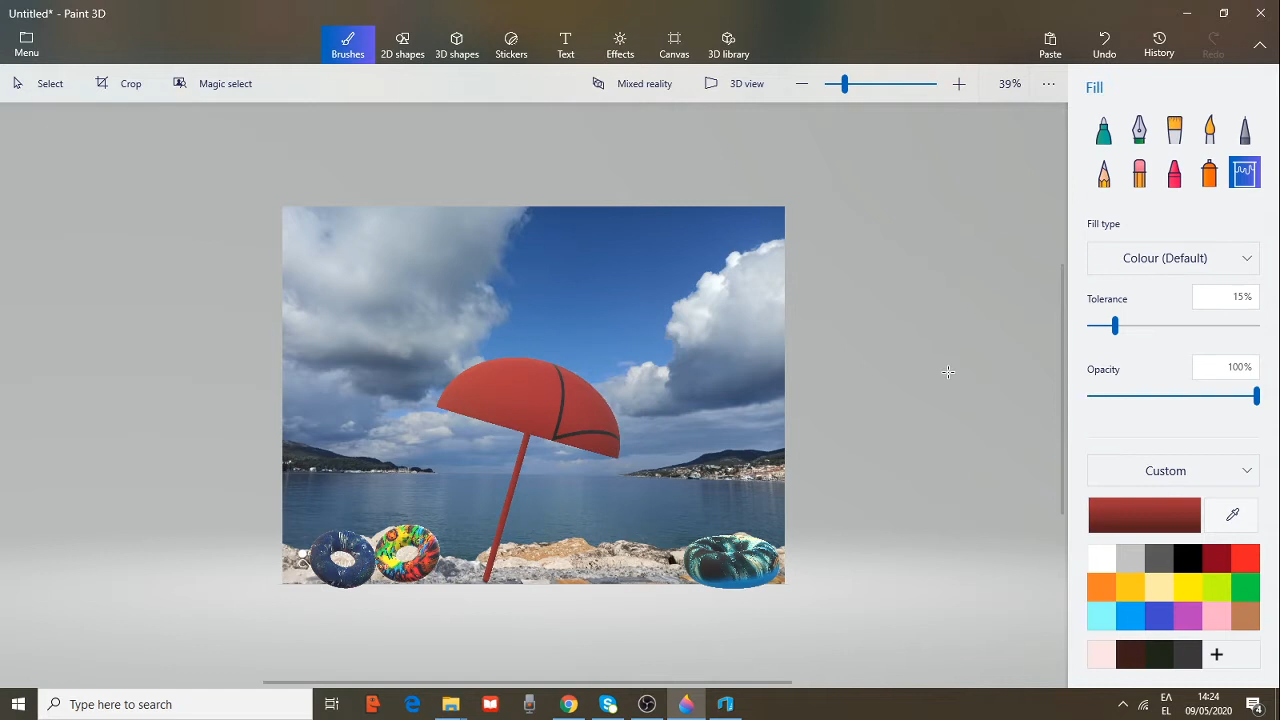 Untitled* - Paint 3D
Menu
Brushes
2D shapes
3D shapes
Stickers
Text
Effects
Canvas
3D library
Paste
Undo
History
Redo
Select
Crop
Magic select
Mixed reality
3D view
39%
Fill
Fill type
Colour (Default)
Tolerance
15%
Opacity
100%
Custom
Type here to search
ΕΛ
EL
14:24
09/05/2020
4